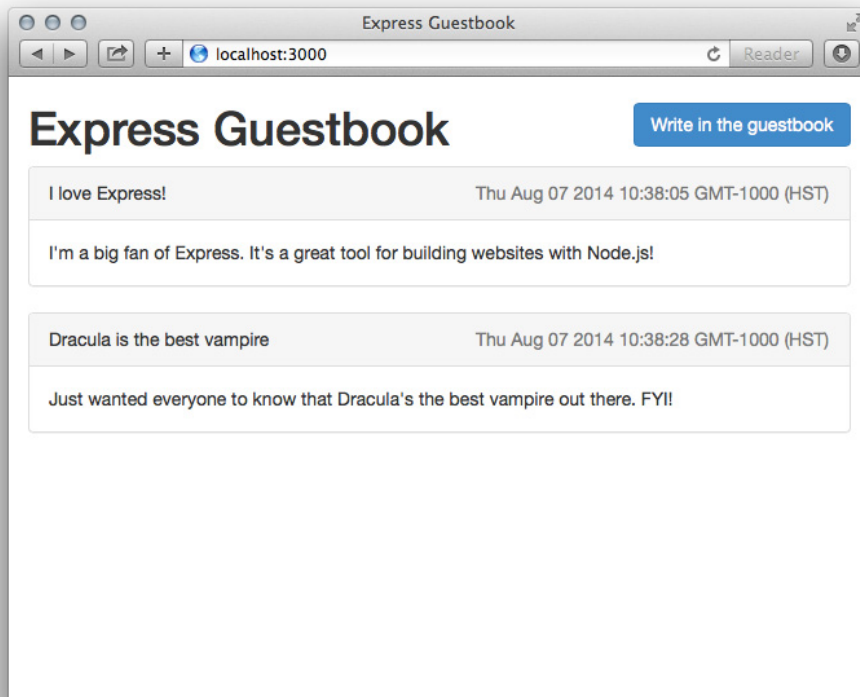 Express Guestbook
localhost:3000
Reader
Express Guestbook
Write in the guestbook
I love Express!
Thu Aug 07 2014 10:38:05 GMT-1000 (HST)
I'm a big fan of Express. It's a great tool for building websites with Node.js!
Dracula is the best vampire
Thu Aug 07 2014 10:38:28 GMT-1000 (HST)
Just wanted everyone to know that Dracula's the best vampire out there. FYI!